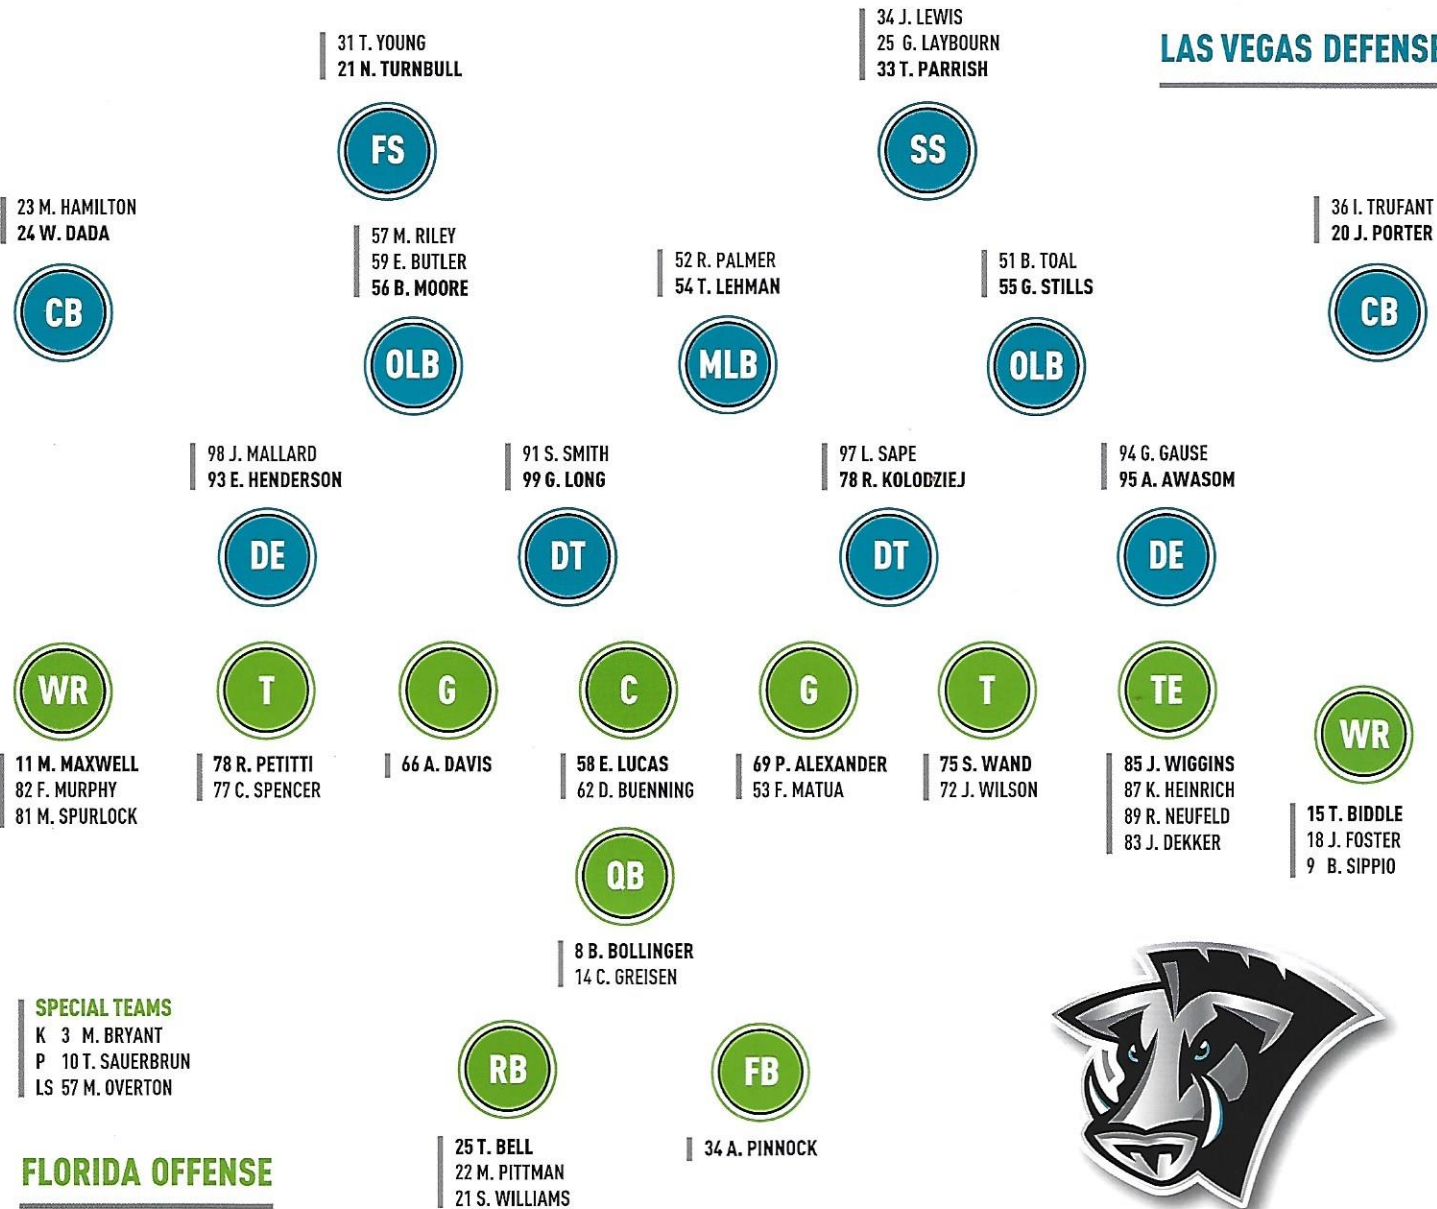 31 T. YOUNG
21 N. TURNBULL
34 J. LEWIS
25 G. LAYBOURN
33 T. PARRISH
LAS VEGAS DEFENSE
FS
SS
23 M. HAMILTON
24 W. DADA
CB
57 M. RILEY
59 E. BUTLER
56 B. MOORE
OLB
52 R. PALMER
54 T. LEHMAN
MLB
51 B. TOAL
55 G. STILLS
OLB
36 I. TRUFANT
20 J. PORTER
CB
98 J. MALLARD
93 E. HENDERSON
DE
91 S. SMITH
99 G. LONG
DT
97 L. SAPE
78 R. KOLODZIEJ
DT
94 G. GAUSE
95 A. AWASOM
DE
WR
11 M. MAXWELL
82 F. MURPHY
81 M. SPURLOCK
T
78 R. PETITTI
77 C. SPENCER
G
66 A. DAVIS
C
58 E. LUCAS
62 D. BUENNING
G
69 P. ALEXANDER
53 F. MATUA
T
75 S. WAND
72 J. WILSON
TE
85 J. WIGGINS
87 K. HEINRICH
89 R. NEUFELD
83 J. DEKKER
WR
15 T. BIDDLE
18 J. FOSTER
9 B. SIPPIO
QB
8 B. BOLLINGER
14 C. GREISEN
SPECIAL TEAMS
K 3 M. BRYANT
P 10 T. SAUERBRUN
LS 57 M. OVERTON
RB
25 T. BELL
22 M. PITTMAN
21 S. WILLIAMS
FB
34 A. PINNOCK
FLORIDA OFFENSE